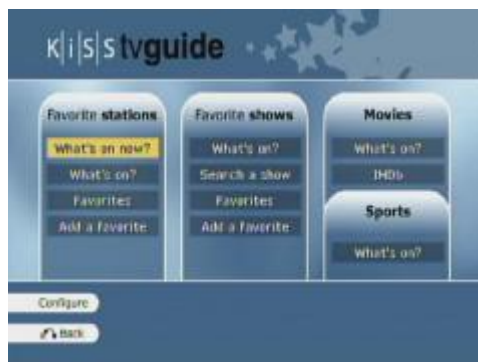 KiSS tvguide
Favorite stations
What's on now?
What's on?
Favorites
Add a favorite
Favorite shows
What's on?
Search a show
Favorites
Add a favorite
Movies
What's on?
IMDb
Sports
What's on?
Configure
Back